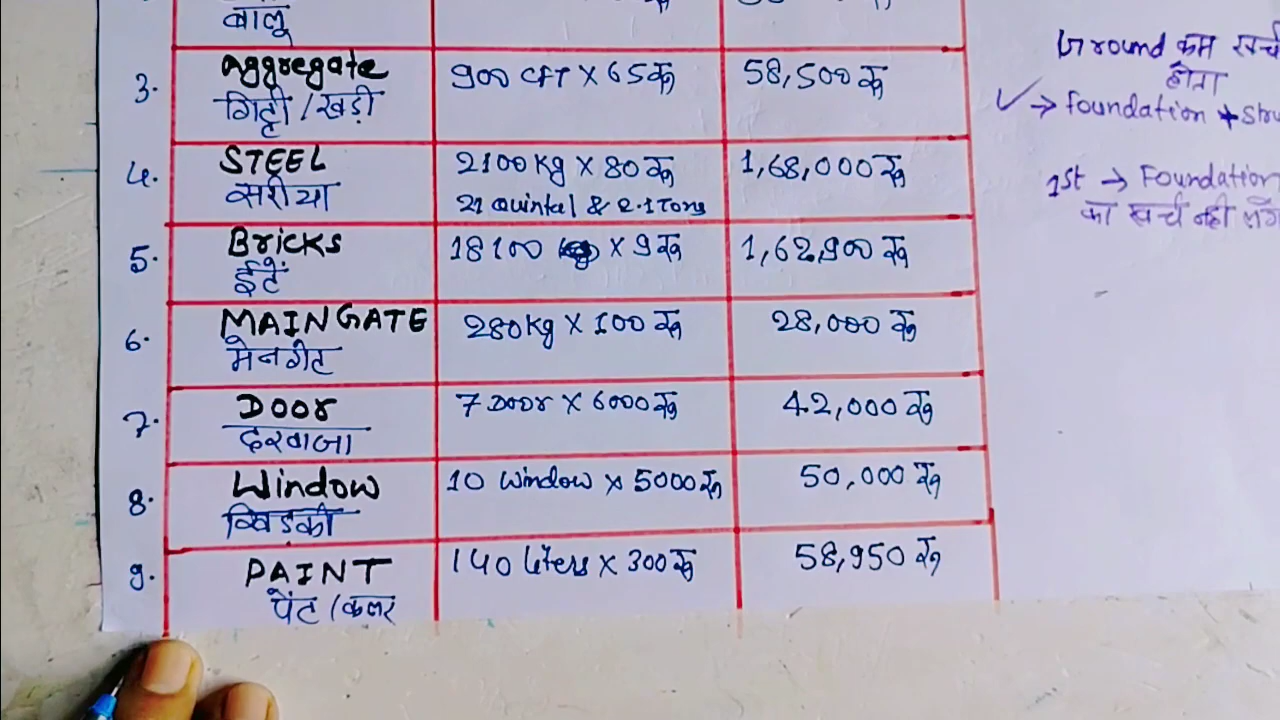 बालू
3. Aggregate 900 CFT X 65 रू 58,500 रू
गिट्टी / खड़ी
4. STEEL 2100 kg X 80 रू 1,68,000 रू
सरीया 21 Quintal & 2.1 Tons
5. Bricks 18100 X 9 रू 1,62,900 रू
ईटें
6. MAIN GATE 280 kg X 100 रू 28,000 रू
मेनगेट
7. DOOR 7 DOOR X 6000 रू 42,000 रू
दरवाजा
8. Window 10 window X 5000 रू 50,000 रू
खिड़की
9. PAINT 140 liters X 300 रू 58,950 रू
पेंट / कलर
Ground कम खर्च
होगा
✓ → foundation +
1st → Foundation
का खर्च नही